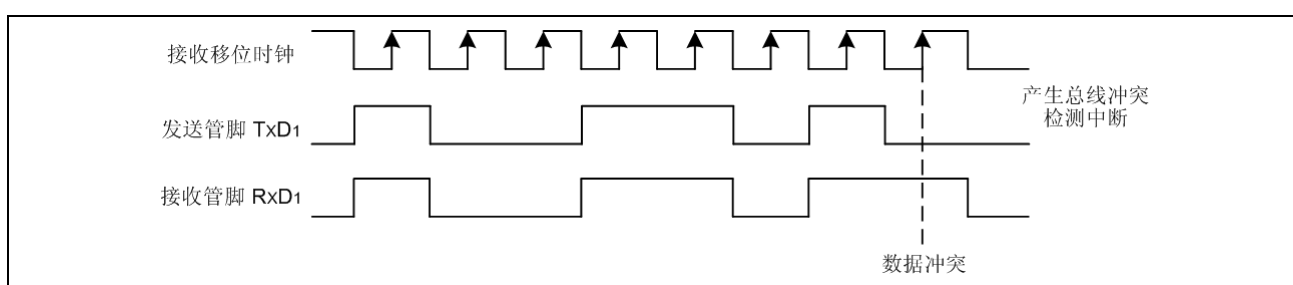 接收移位时钟
产生总线冲突
检测中断
发送管脚 TxD1
接收管脚 RxD1
数据冲突